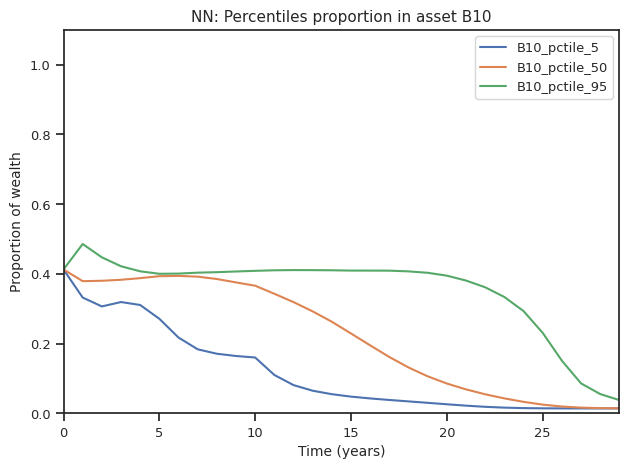 NN: Percentiles proportion in asset B10
B10_pctile_5
B10_pctile_50
B10_pctile_95
Proportion of wealth
1.0
0.8
0.6
0.4
0.2
0.0
0 5 10 15 20 25
Time (years)